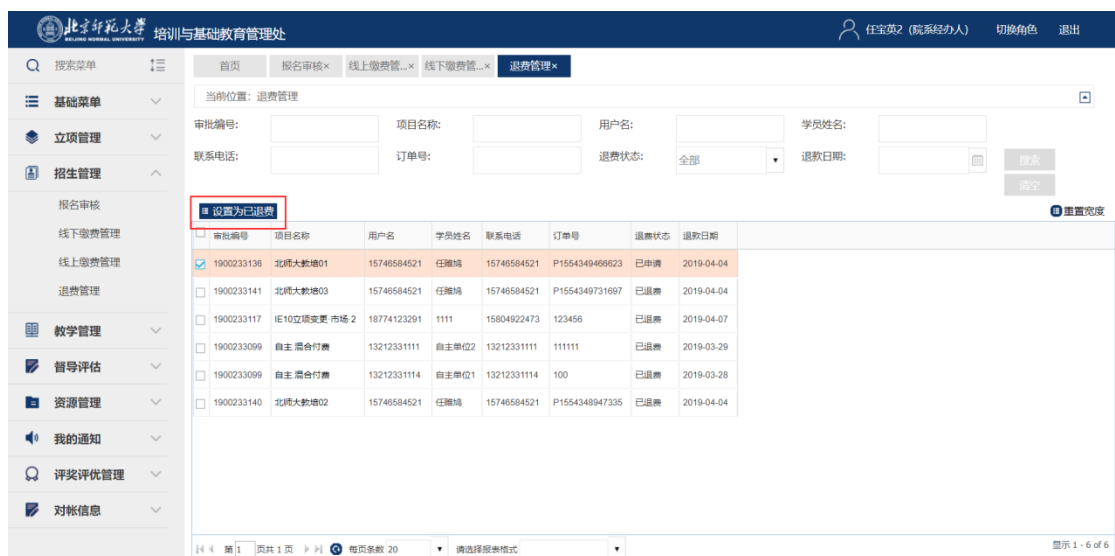 北京师范大学 培训与基础教育管理处 任宝英2 (院系经办人) 切换角色 退出
BEIJING NORMAL UNIVERSITY
搜索菜单
首页 报名审核× 线上缴费管...× 线下缴费管...× 退费管理×
基础菜单
当前位置: 退费管理
立项管理
审批编号: 项目名称: 用户名: 学员姓名:
联系电话: 订单号: 退费状态: 全部 退款日期: 搜索
招生管理
清空
报名审核
设置为已退费 重置宽度
线下缴费管理
审批编号 项目名称 用户名 学员姓名 联系电话 订单号 退费状态 退款日期
线上缴费管理
1900233136 北师大教培01 15746584521 任雎鸠 15746584521 P1554349466623 已申请 2019-04-04
退费管理
1900233141 北师大教培03 15746584521 任雎鸠 15746584521 P1554349731697 已退费 2019-04-04
1900233117 IE10立项变更-市场-2 18774123291 1111 15804922473 123456 已退费 2019-04-07
教学管理
1900233099 自主.混合付费 13212331111 自主单位2 13212331111 111111 已退费 2019-03-29
督导评估
1900233099 自主.混合付费 13212331114 自主单位1 13212331114 100 已退费 2019-03-28
资源管理
1900233140 北师大教培02 15746584521 任雎鸠 15746584521 P1554348947335 已退费 2019-04-04
我的通知
评奖评优管理
对帐信息
第 1 页共 1 页 每页条数 20 请选择报表格式 显示 1 - 6 of 6